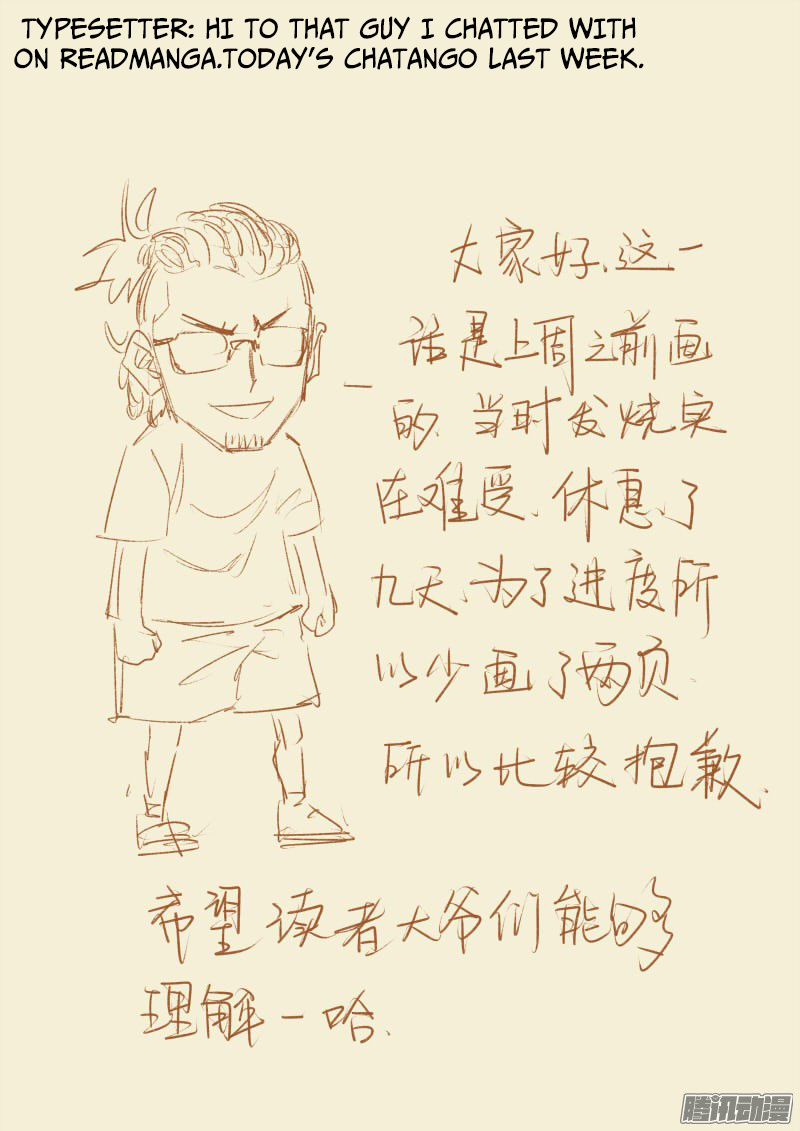 TYPESETTER: HI TO THAT GUY I CHATTED WITH
ON READMANGA.TODAY'S CHATANGO LAST WEEK.
大家好、这一
话是上周之前画
的、当时发烧实
在难受、休息了
九天、为了进度所
以少画了两页、
所以比较抱歉、
希望读者大爷们能够
理解一哈、
腾讯动漫